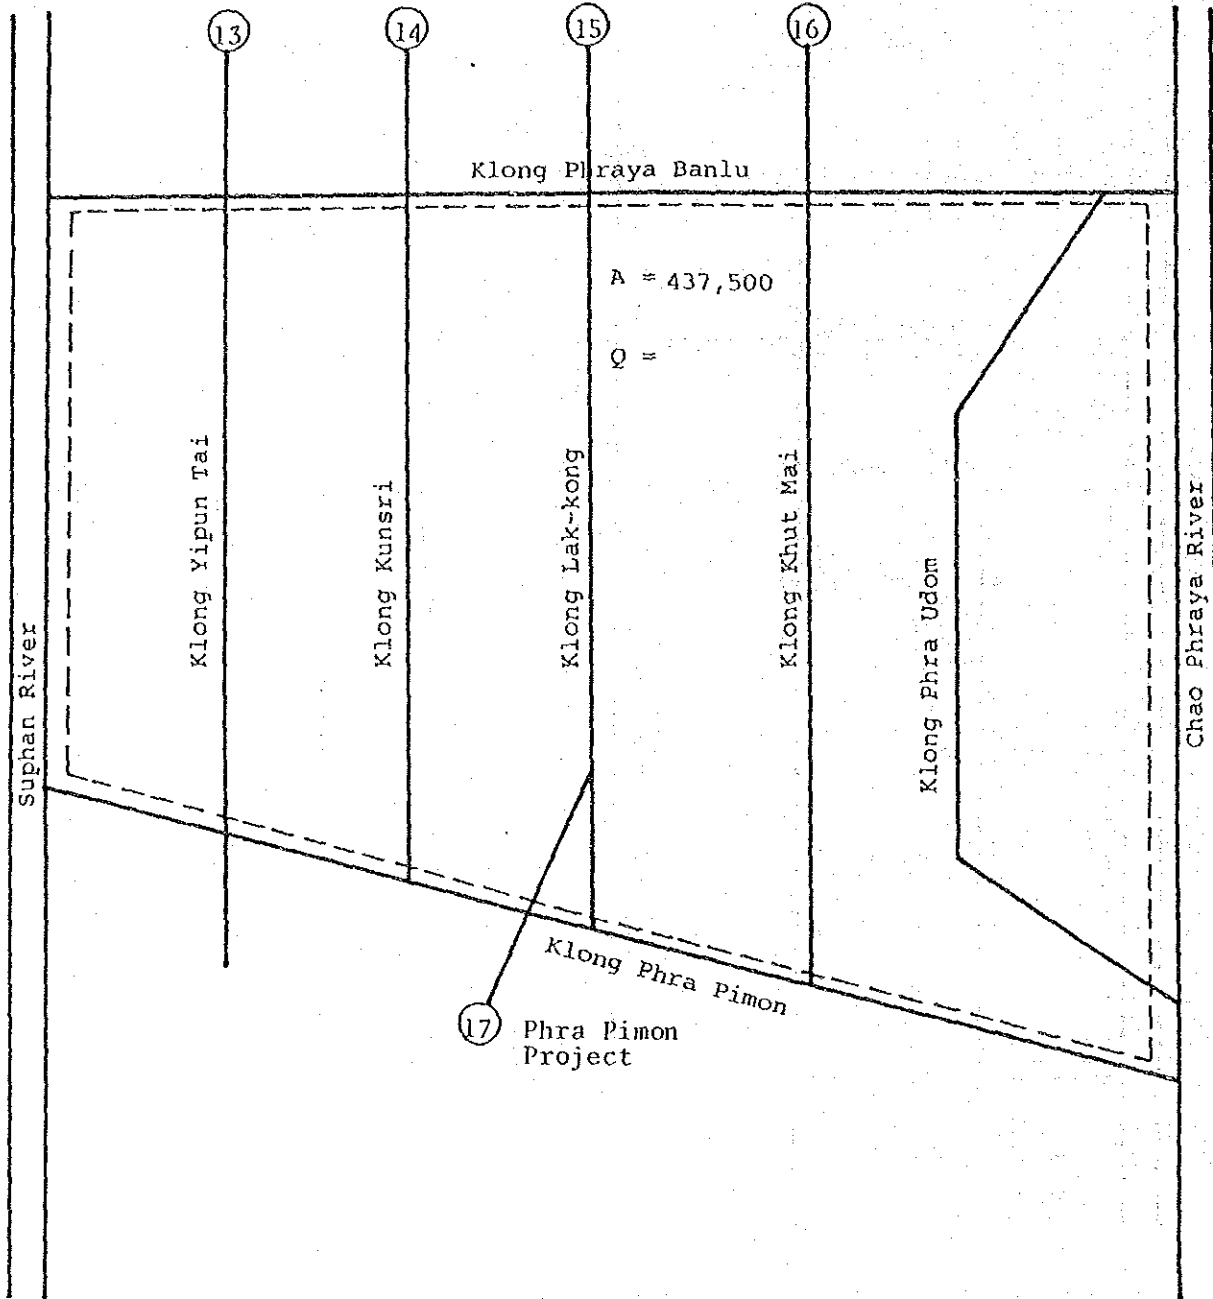 13
14
15
16
Klong Phraya Banlu
A = 437,500
Q =
Klong Yipun Tai
Klong Kunsri
Klong Lak-kong
Klong Khut Mai
Klong Phra Udom
Chao Phraya River
Suphan River
Klong Phra Pimon
17 Phra Pimon
Project